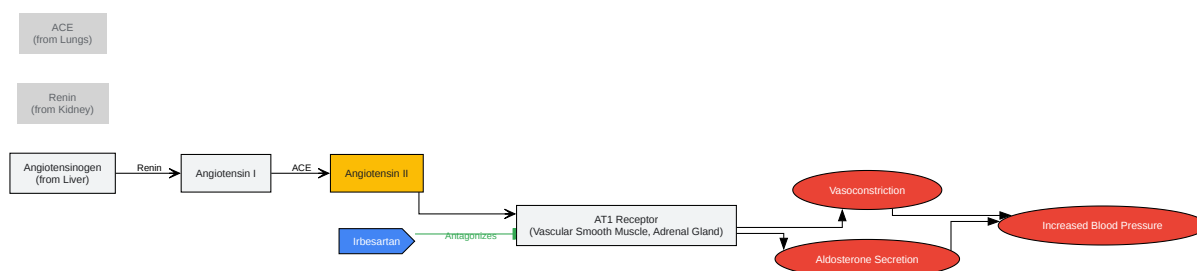 ACE
(from Lungs)
Renin
(from Kidney)
Angiotensinogen
(from Liver)
Renin
Angiotensin I
ACE
Angiotensin II
Irbesartan
Antagonizes
AT1 Receptor
(Vascular Smooth Muscle, Adrenal Gland)
Vasoconstriction
Aldosterone Secretion
Increased Blood Pressure